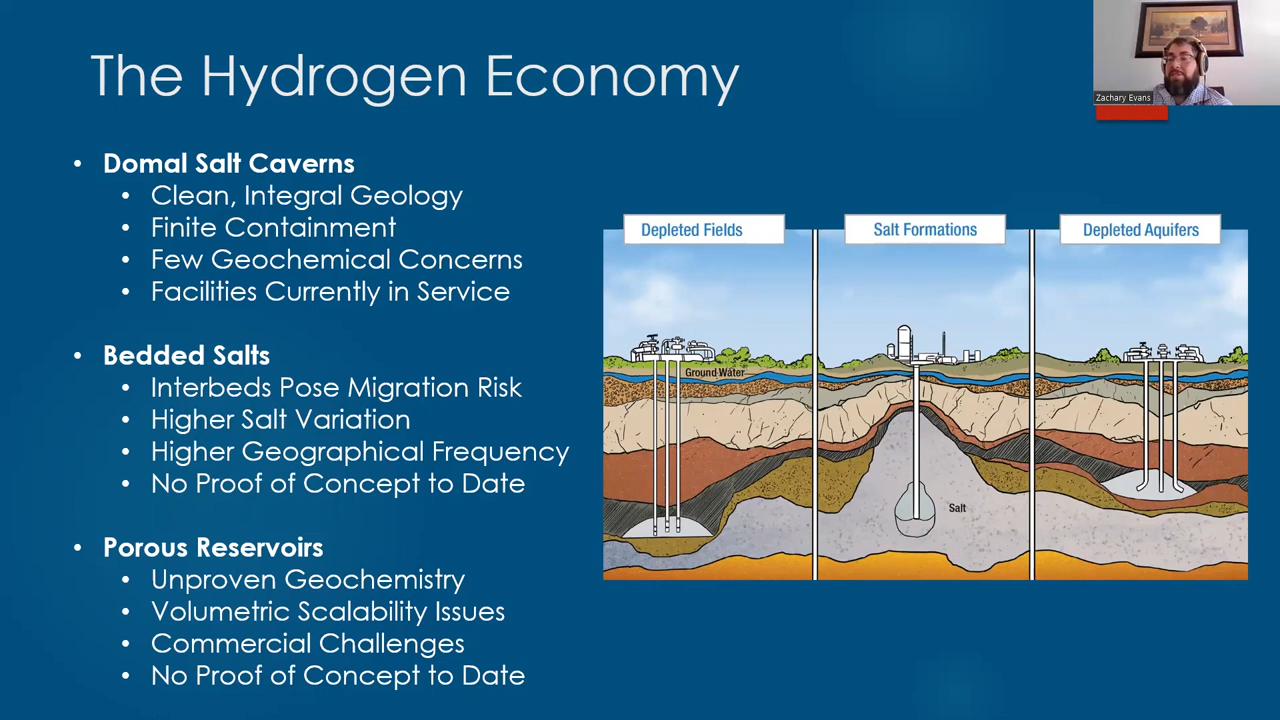 The Hydrogen Economy
Zachary Evans
• Domal Salt Caverns
• Clean, Integral Geology
• Finite Containment
• Few Geochemical Concerns
• Facilities Currently in Service
• Bedded Salts
• Interbeds Pose Migration Risk
• Higher Salt Variation
• Higher Geographical Frequency
• No Proof of Concept to Date
• Porous Reservoirs
• Unproven Geochemistry
• Volumetric Scalability Issues
• Commercial Challenges
• No Proof of Concept to Date
Depleted Fields
Salt Formations
Depleted Aquifers
Ground Water
Salt